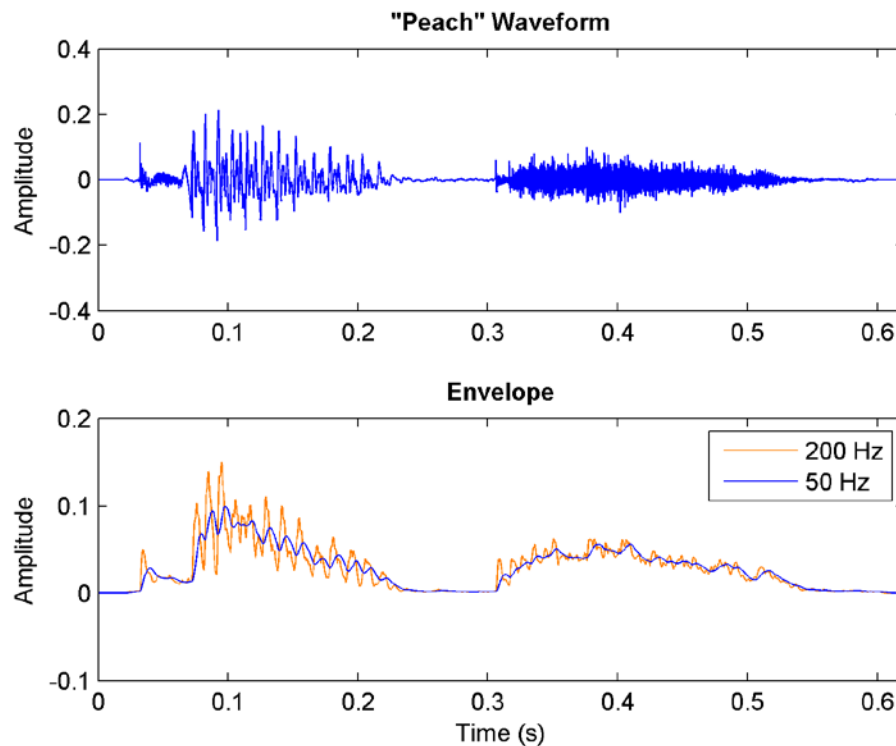 "Peach" Waveform
0.4
0.2
0
-0.2
-0.4
Amplitude
0 0.1 0.2 0.3 0.4 0.5 0.6
Envelope
0.2
0.1
0
-0.1
Amplitude
200 Hz
50 Hz
0 0.1 0.2 0.3 0.4 0.5 0.6
Time (s)